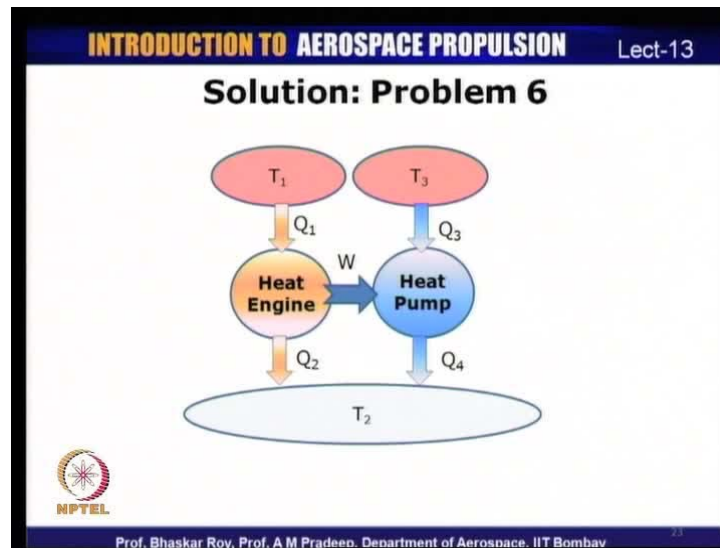 INTRODUCTION TO AEROSPACE PROPULSION
Lect-13
Solution: Problem 6
T1 T3
Q1 Q3
W
Heat Engine
Heat Pump
Q2 Q4
T2
NPTEL
23
Prof. Bhaskar Roy, Prof. A M Pradeep, Department of Aerospace, IIT Bombay